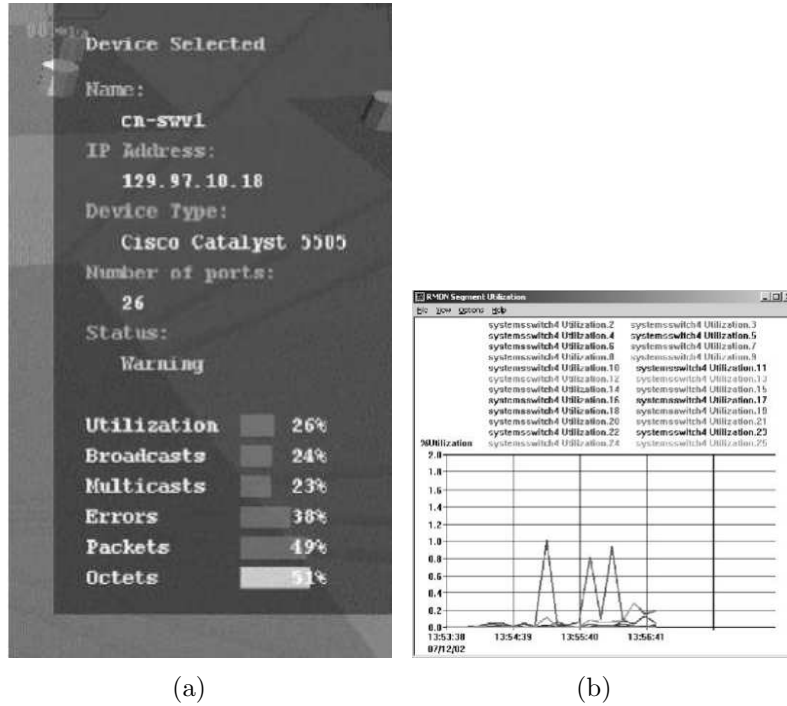 Device Selected
Name:
cn-swv1
IP Address:
129.97.10.18
Device Type:
Cisco Catalyst 5505
Number of ports:
26
Status:
Warning
Utilization 26%
Broadcasts 24%
Multicasts 23%
Errors 38%
Packets 49%
Octets 51%
(a)
RMON Segment Utilization
File View Options Help
systemsswitch4 Utilization.2 systemsswitch4 Utilization.3
systemsswitch4 Utilization.4 systemsswitch4 Utilization.5
systemsswitch4 Utilization.6 systemsswitch4 Utilization.7
systemsswitch4 Utilization.8 systemsswitch4 Utilization.9
systemsswitch4 Utilization.10 systemsswitch4 Utilization.11
systemsswitch4 Utilization.12 systemsswitch4 Utilization.13
systemsswitch4 Utilization.14 systemsswitch4 Utilization.15
systemsswitch4 Utilization.16 systemsswitch4 Utilization.17
systemsswitch4 Utilization.18 systemsswitch4 Utilization.19
systemsswitch4 Utilization.20 systemsswitch4 Utilization.21
systemsswitch4 Utilization.22 systemsswitch4 Utilization.23
%Utilization systemsswitch4 Utilization.24 systemsswitch4 Utilization.25
2.0
1.6
1.4
1.2
1.0
0.8
0.6
0.4
0.2
0.0
13:53:38 13:54:39 13:55:40 13:56:41
07/12/02
(b)